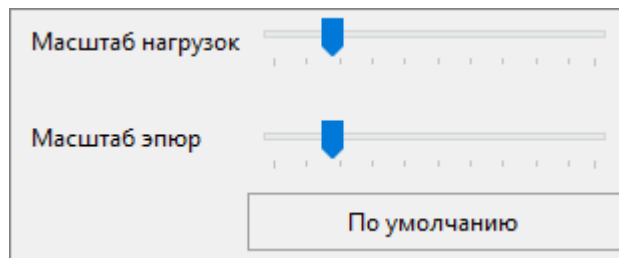 Масштаб нагрузок
Масштаб эпюр
По умолчанию